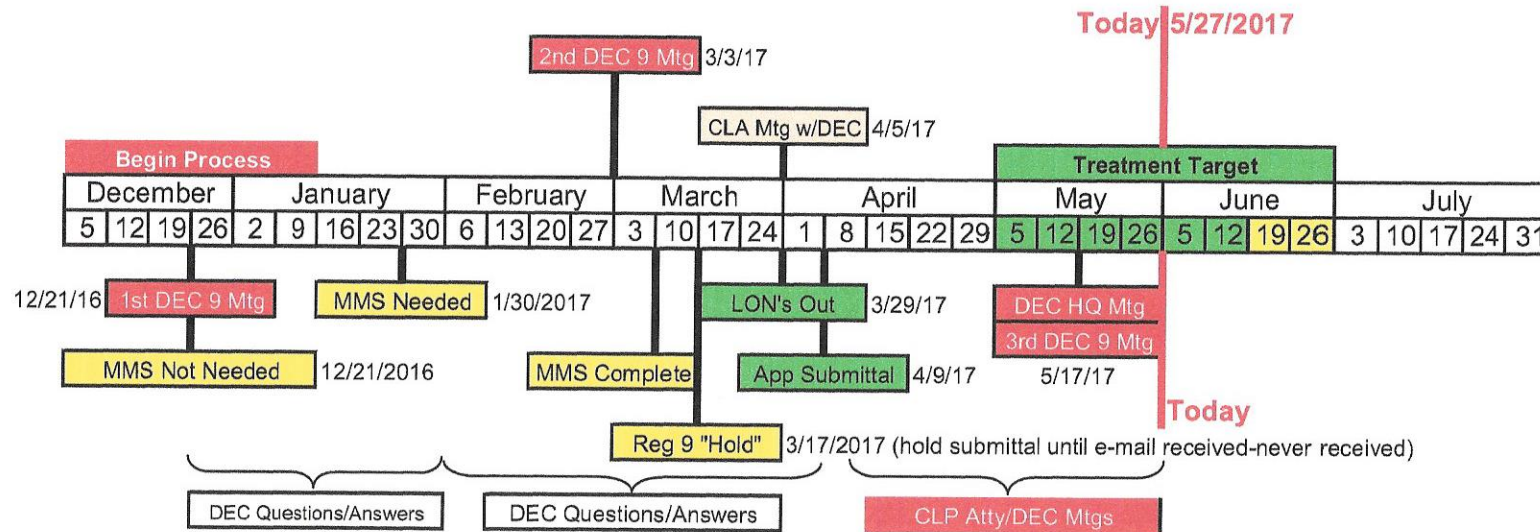 Today 5/27/2017
2nd DEC 9 Mtg 3/3/17
CLA Mtg w/DEC 4/5/17
Begin Process
Treatment Target
December January February March April May June July
5 12 19 26 2 9 16 23 30 6 13 20 27 3 10 17 24 1 8 15 22 29 5 12 19 26 5 12 19 26 3 10 17 24 31
12/21/16 1st DEC 9 Mtg
MMS Needed 1/30/2017
LON's Out 3/29/17
DEC HQ Mtg
3rd DEC 9 Mtg
MMS Not Needed 12/21/2016
MMS Complete
App Submittal 4/9/17
5/17/17
Today
Reg 9 "Hold" 3/17/2017 (hold submittal until e-mail received-never received)
DEC Questions/Answers
DEC Questions/Answers
CLP Atty/DEC Mtgs